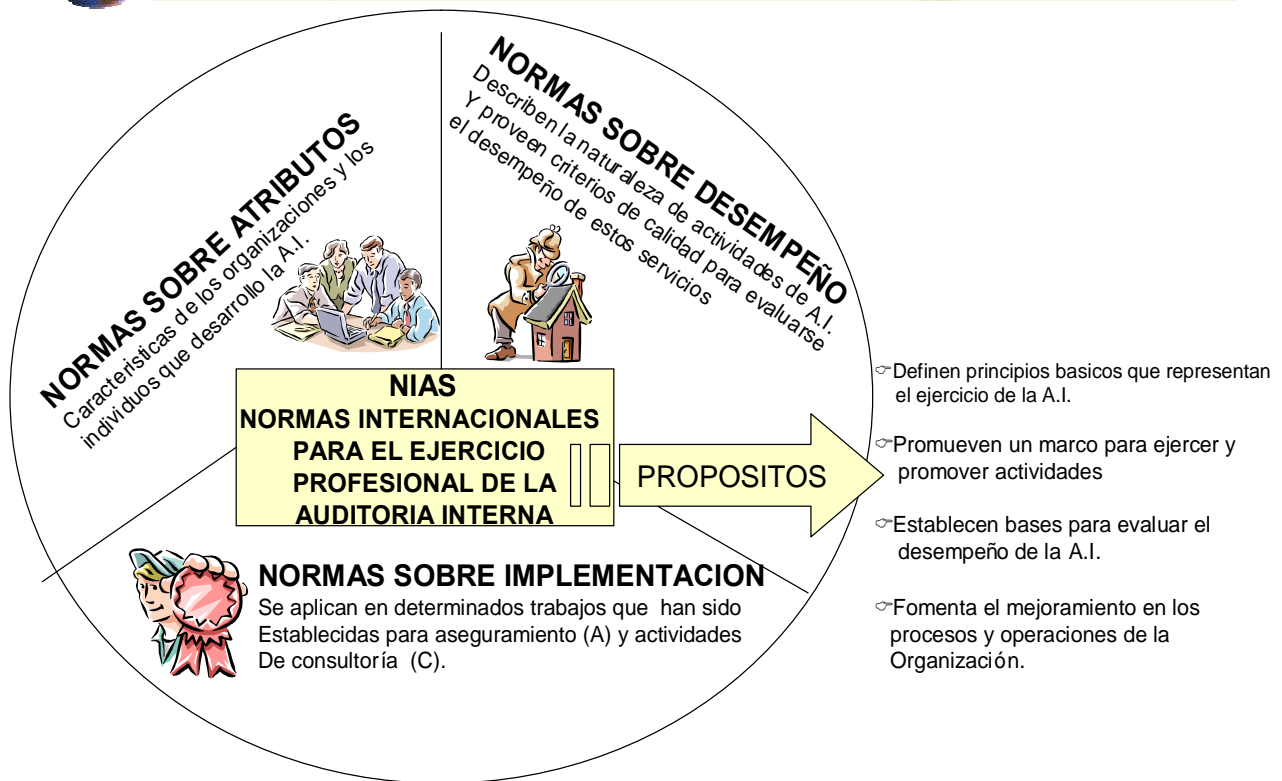 NORMAS SOBRE ATRIBUTOS
Características de los organizaciones y los
individuos que desarrollo la A.I.
NORMAS SOBRE DESEMPEÑO
Describen la naturaleza de actividades de A.I.
Y proveen criterios de calidad para evaluarse
el desempeño de estos servicios
NIAS
NORMAS INTERNACIONALES
PARA EL EJERCICIO
PROFESIONAL DE LA
AUDITORIA INTERNA
PROPOSITOS
☞Definen principios basicos que representan
el ejercicio de la A.I.
☞Promueven un marco para ejercer y
promover actividades
☞Establecen bases para evaluar el
desempeño de la A.I.
☞Fomenta el mejoramiento en los
procesos y operaciones de la
Organización.
NORMAS SOBRE IMPLEMENTACION
Se aplican en determinados trabajos que han sido
Establecidas para aseguramiento (A) y actividades
De consultoría (C).